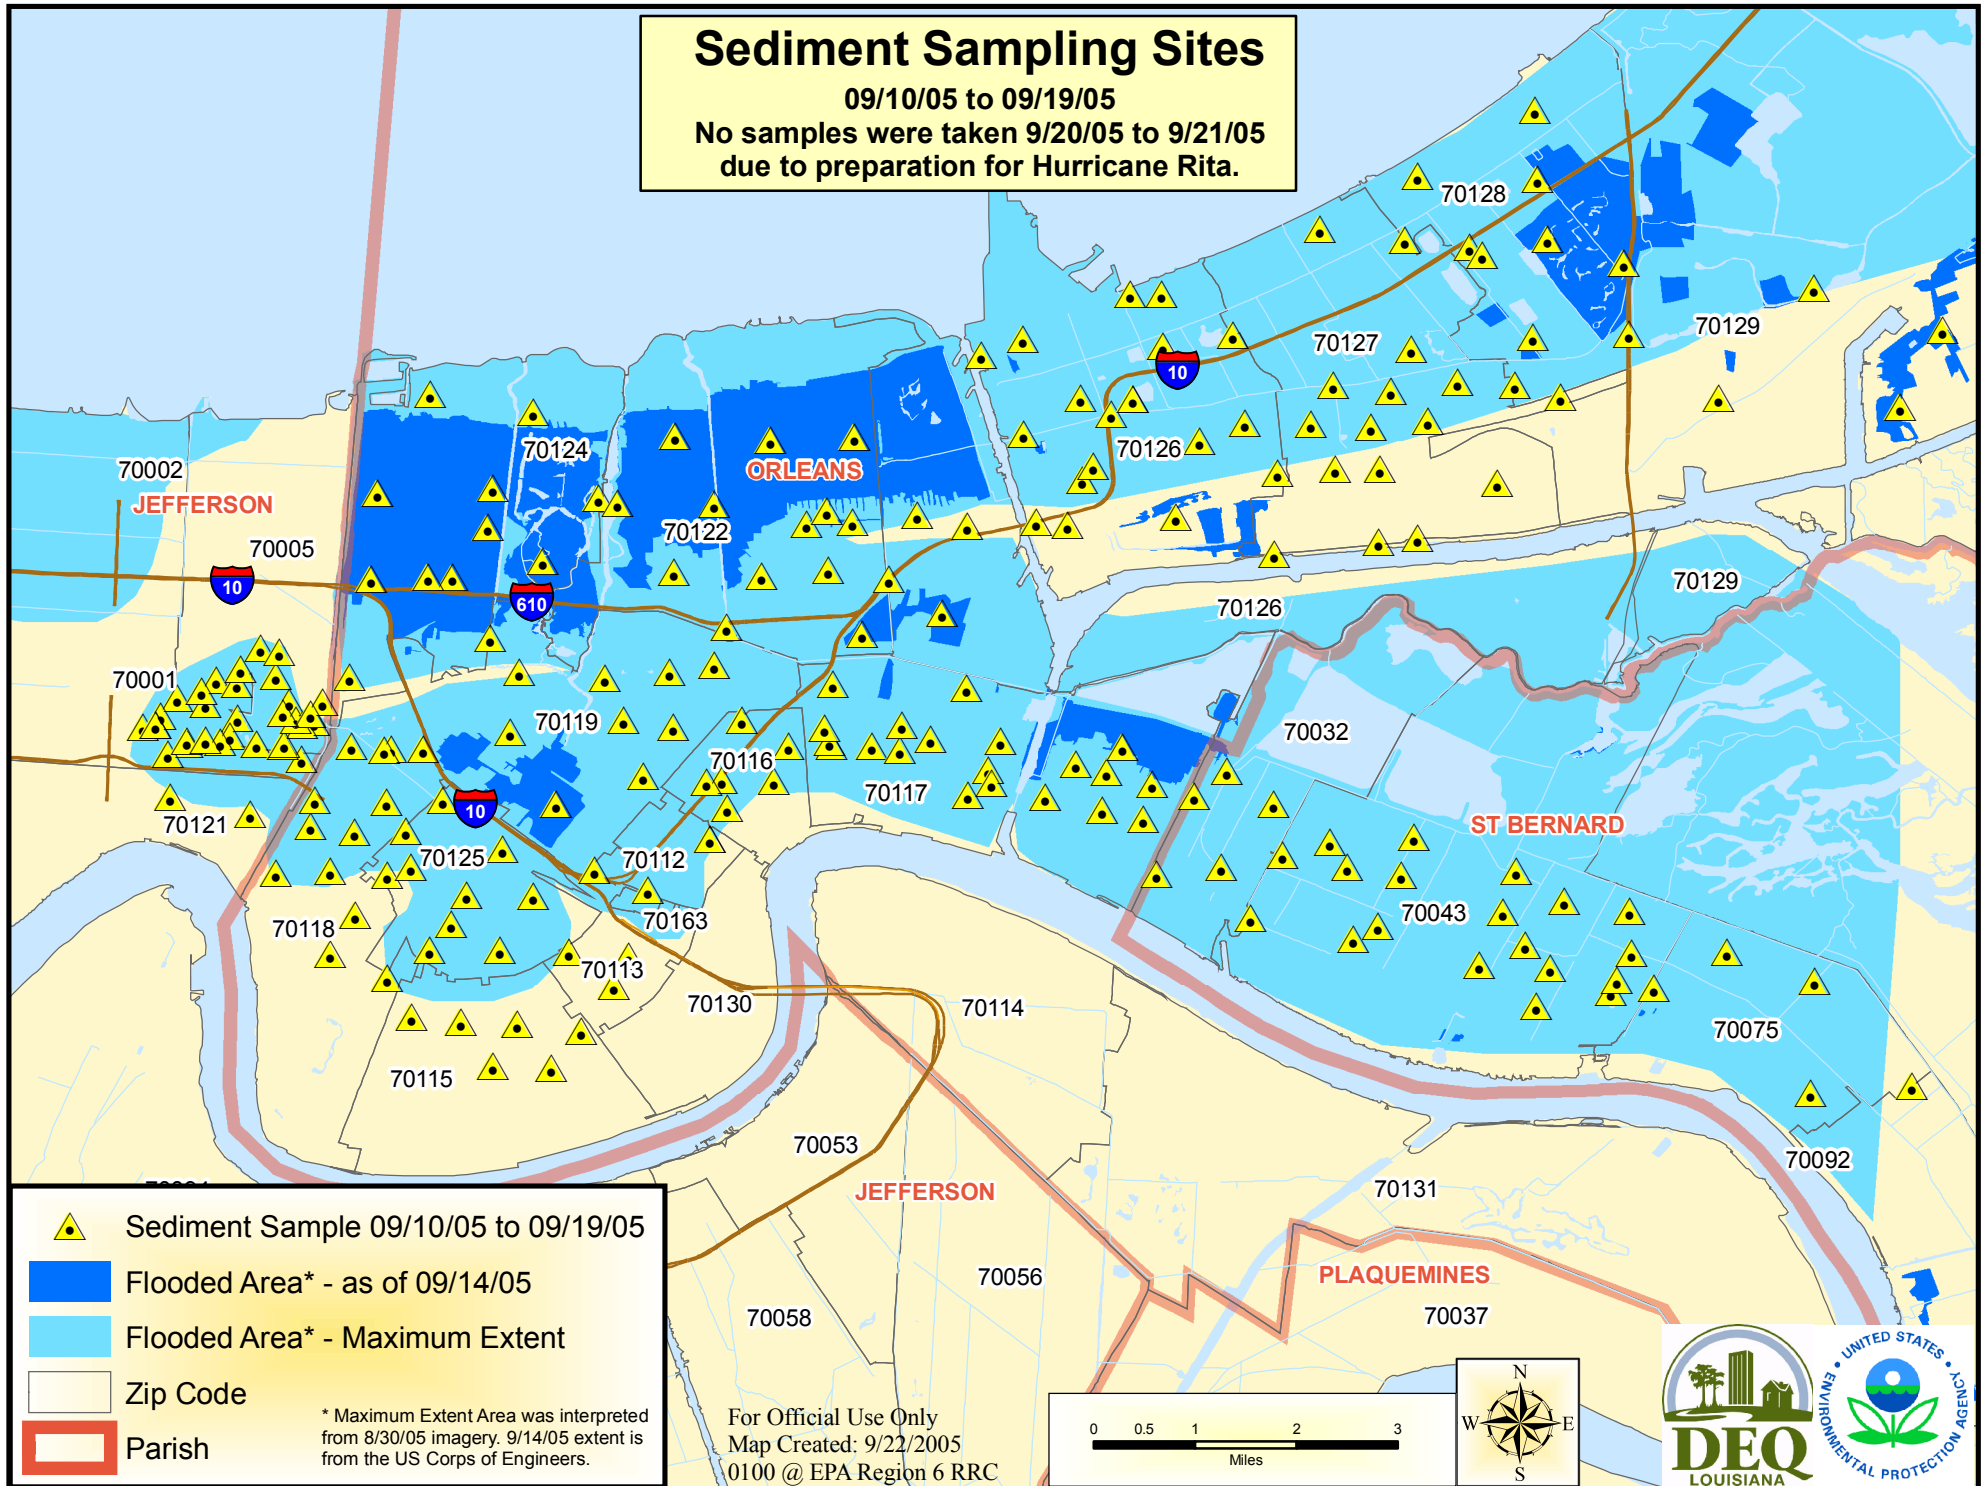 Sediment Sampling Sites
09/10/05 to 09/19/05
No samples were taken 9/20/05 to 9/21/05
due to preparation for Hurricane Rita.
70128
70129
70127
10
70124
70126
70002
ORLEANS
JEFFERSON
70122
70005
10
610
70129
70126
70001
70119
70032
70116
70117
10
70121
ST BERNARD
70125
70112
70163
70118
70043
70113
70130
70114
70075
70115
70053
70092
JEFFERSON
70131
PLAQUEMINES
70056
70058
70037
Sediment Sample 09/10/05 to 09/19/05
Flooded Area* - as of 09/14/05
Flooded Area* - Maximum Extent
Zip Code
Parish
* Maximum Extent Area was interpreted
from 8/30/05 imagery. 9/14/05 extent is
from the US Corps of Engineers.
For Official Use Only
Map Created: 9/22/2005
0100 @ EPA Region 6 RRC
0 0.5 1 2 3
Miles
N
W E
S
DEQ
LOUISIANA
UNITED STATES
ENVIRONMENTAL PROTECTION AGENCY